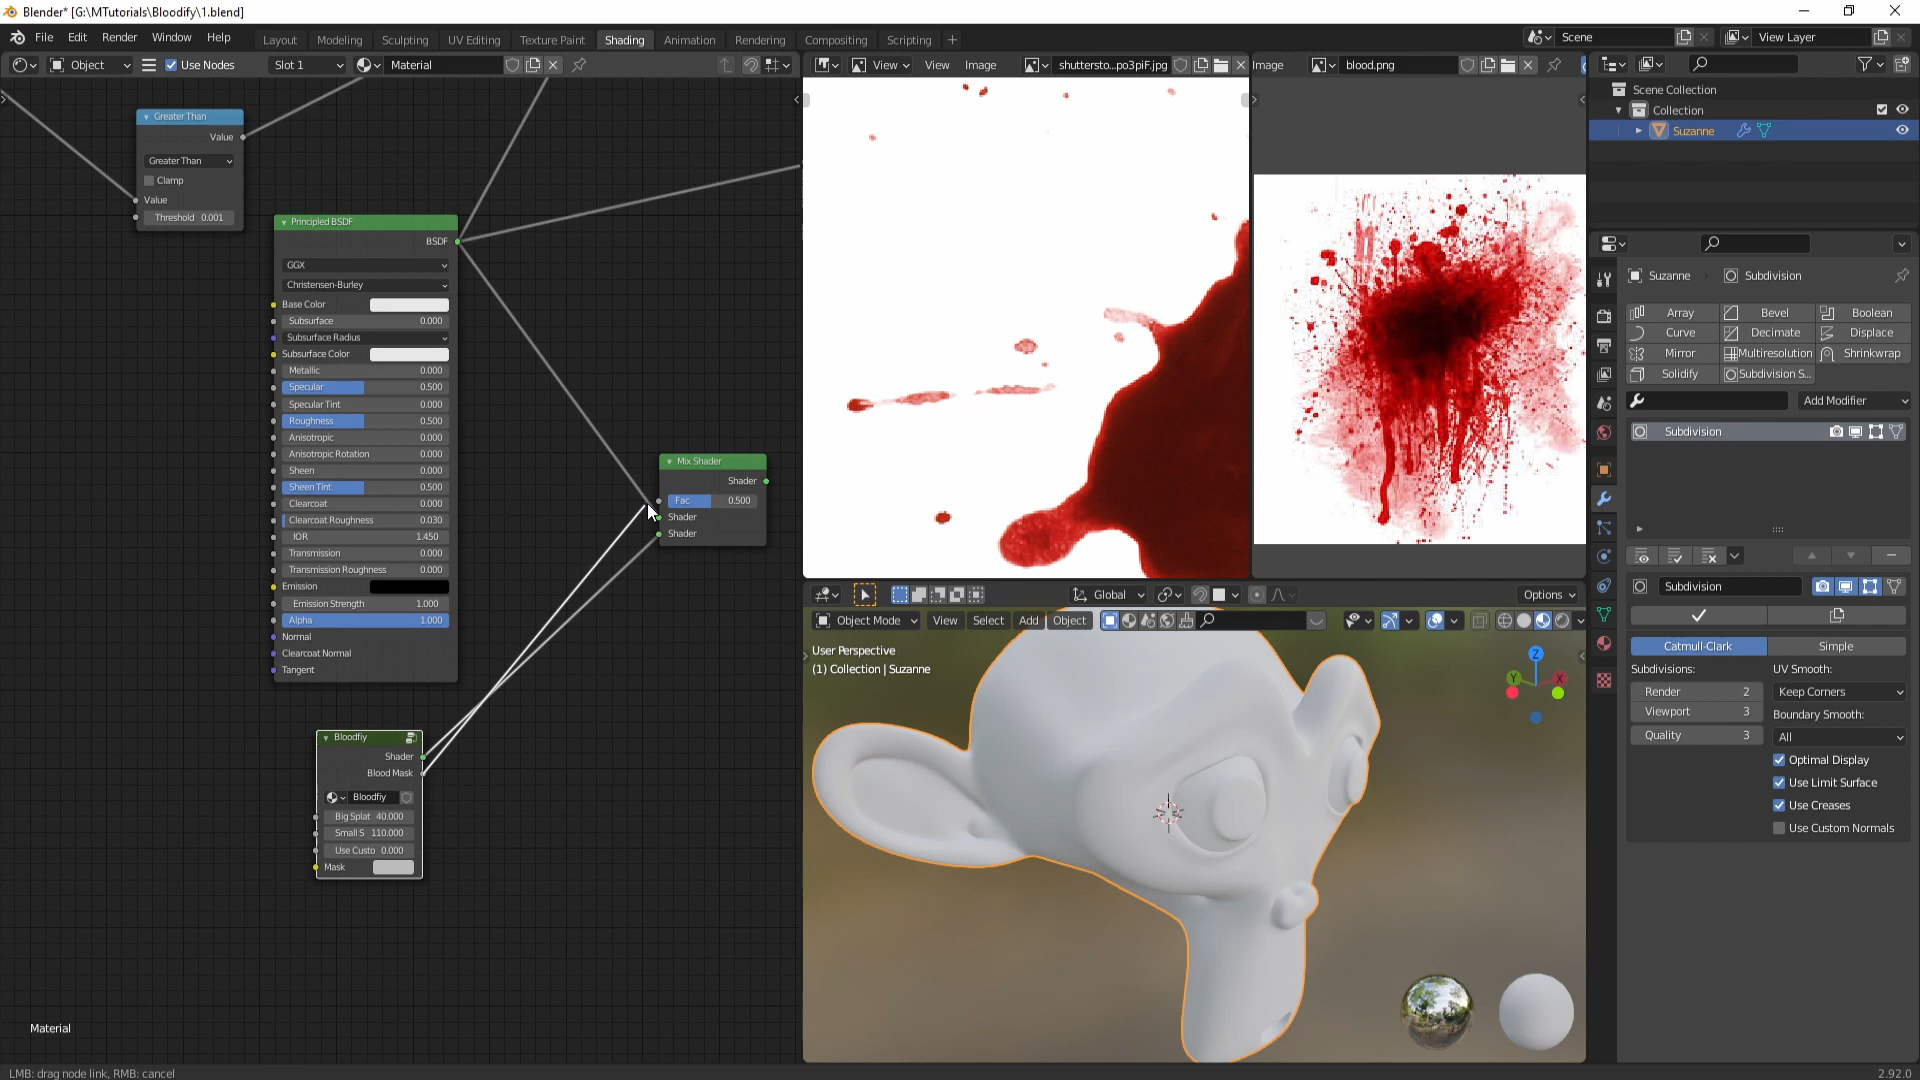 Blender* [G:\MTutorials\Bloodify\1.blend]
File Edit Render Window Help
Layout Modeling Sculpting UV Editing Texture Paint Shading Animation Rendering Compositing Scripting
Scene
View Layer
Object
Use Nodes
Slot 1
Material
View
View
Image
shuttersto...po3piF.jpg
Image
blood.png
Greater Than
Value
Greater Than
Clamp
Value
Threshold 0.001
Principled BSDF
BSDF
GGX
Christensen-Burley
Base Color
Subsurface 0.000
Subsurface Radius
Subsurface Color
Metallic 0.000
Specular 0.500
Specular Tint 0.000
Roughness 0.500
Anisotropic 0.000
Anisotropic Rotation 0.000
Sheen 0.000
Sheen Tint 0.500
Clearcoat 0.000
Clearcoat Roughness 0.030
IOR 1.450
Transmission 0.000
Transmission Roughness 0.000
Emission
Emission Strength 1.000
Alpha 1.000
Normal
Clearcoat Normal
Tangent
Mix Shader
Shader
Fac 0.500
Shader
Shader
Bloodfiy
Shader
Blood Mask
Bloodfiy
Big Splat 40.000
Small S 110.000
Use Custo 0.000
Mask
Material
LMB: drag node link, RMB: cancel
Global
Options
Object Mode View Select Add Object
User Perspective
(1) Collection | Suzanne
Z
Y
X
Scene Collection
Collection
Suzanne
Suzanne
Subdivision
Array Bevel Boolean
Curve Decimate Displace
Mirror Multiresolution Shrinkwrap
Solidify Subdivision S...
Add Modifier
Subdivision
Subdivision
Catmull-Clark Simple
Subdivisions: UV Smooth:
Render 2 Keep Corners
Viewport 3 Boundary Smooth:
Quality 3 All
Optimal Display
Use Limit Surface
Use Creases
Use Custom Normals
2.92.0